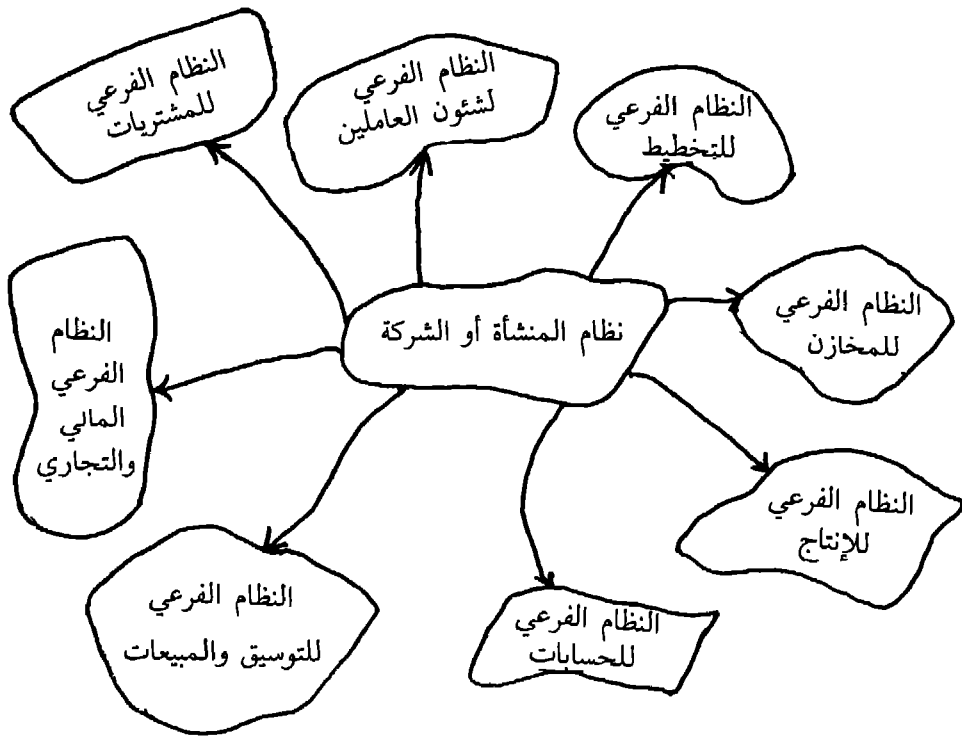 النظام الفرعي
للمشتريات
النظام الفرعي
لشئون العاملين
النظام الفرعي
للتخطيط
نظام المنشأة أو الشركة
النظام الفرعي
للمخازن
النظام
الفرعي
المالي
والتجاري
النظام الفرعي
للإنتاج
النظام الفرعي
للتوسيق والمبيعات
النظام الفرعي
للحسابات